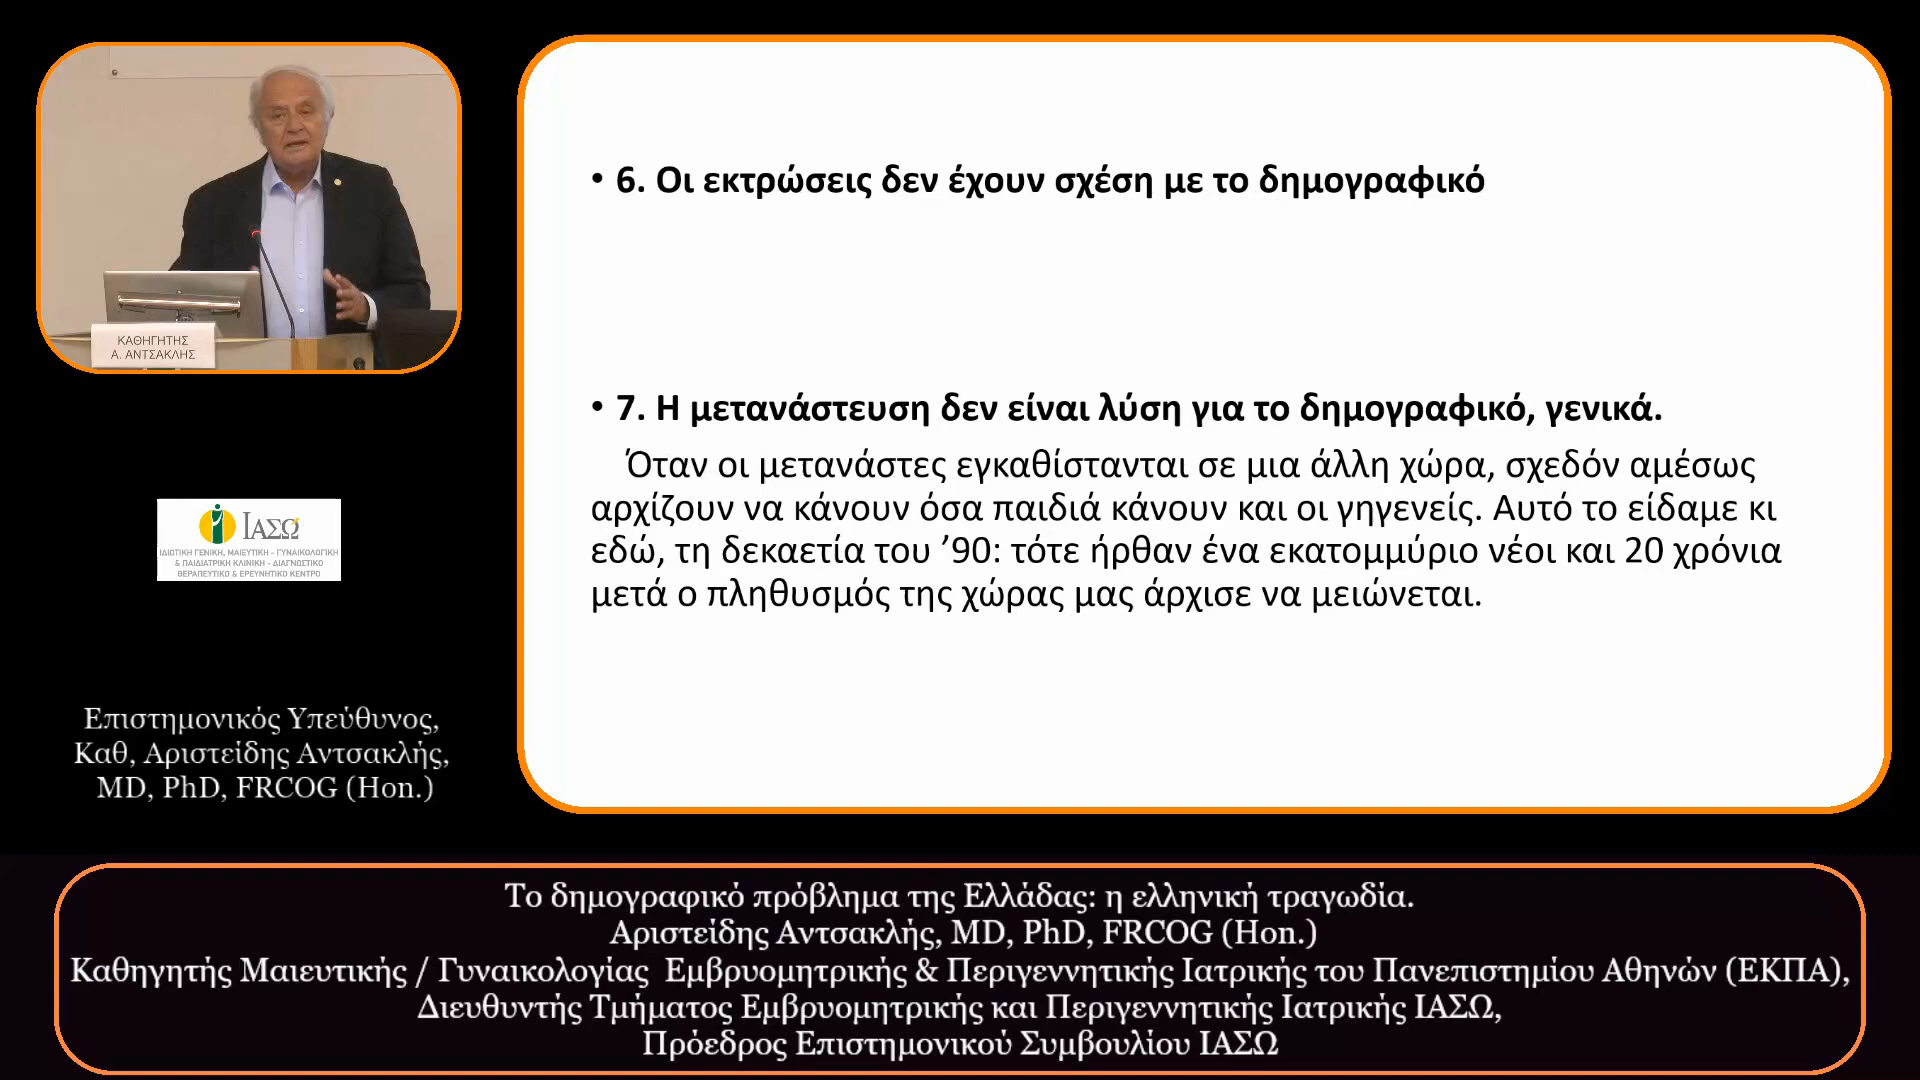 ΚΑΘΗΓΗΤΗΣ
Α. ΑΝΤΣΑΚΛΗΣ
• 6. Οι εκτρώσεις δεν έχουν σχέση με το δημογραφικό
• 7. Η μετανάστευση δεν είναι λύση για το δημογραφικό, γενικά.
Όταν οι μετανάστες εγκαθίστανται σε μια άλλη χώρα, σχεδόν αμέσως
αρχίζουν να κάνουν όσα παιδιά κάνουν και οι γηγενείς. Αυτό το είδαμε κι
εδώ, τη δεκαετία του ’90: τότε ήρθαν ένα εκατομμύριο νέοι και 20 χρόνια
μετά ο πληθυσμός της χώρας μας άρχισε να μειώνεται.
ΙΑΣΩ
ΙΔΙΩΤΙΚΗ ΓΕΝΙΚΗ, ΜΑΙΕΥΤΙΚΗ - ΓΥΝΑΙΚΟΛΟΓΙΚΗ
& ΠΑΙΔΙΑΤΡΙΚΗ ΚΛΙΝΙΚΗ - ΔΙΑΓΝΩΣΤΙΚΟ
ΘΕΡΑΠΕΥΤΙΚΟ & ΕΡΕΥΝΗΤΙΚΟ ΚΕΝΤΡΟ
Επιστημονικός Υπεύθυνος,
Καθ, Αριστείδης Αντσακλής,
MD, PhD, FRCOG (Hon.)
Το δημογραφικό πρόβλημα της Ελλάδας: η ελληνική τραγωδία.
Αριστείδης Αντσακλής, MD, PhD, FRCOG (Hon.)
Καθηγητής Μαιευτικής / Γυναικολογίας Εμβρυομητρικής & Περιγεννητικής Ιατρικής του Πανεπιστημίου Αθηνών (ΕΚΠΑ),
Διευθυντής Τμήματος Εμβρυομητρικής και Περιγεννητικής Ιατρικής ΙΑΣΩ,
Πρόεδρος Επιστημονικού Συμβουλίου ΙΑΣΩ